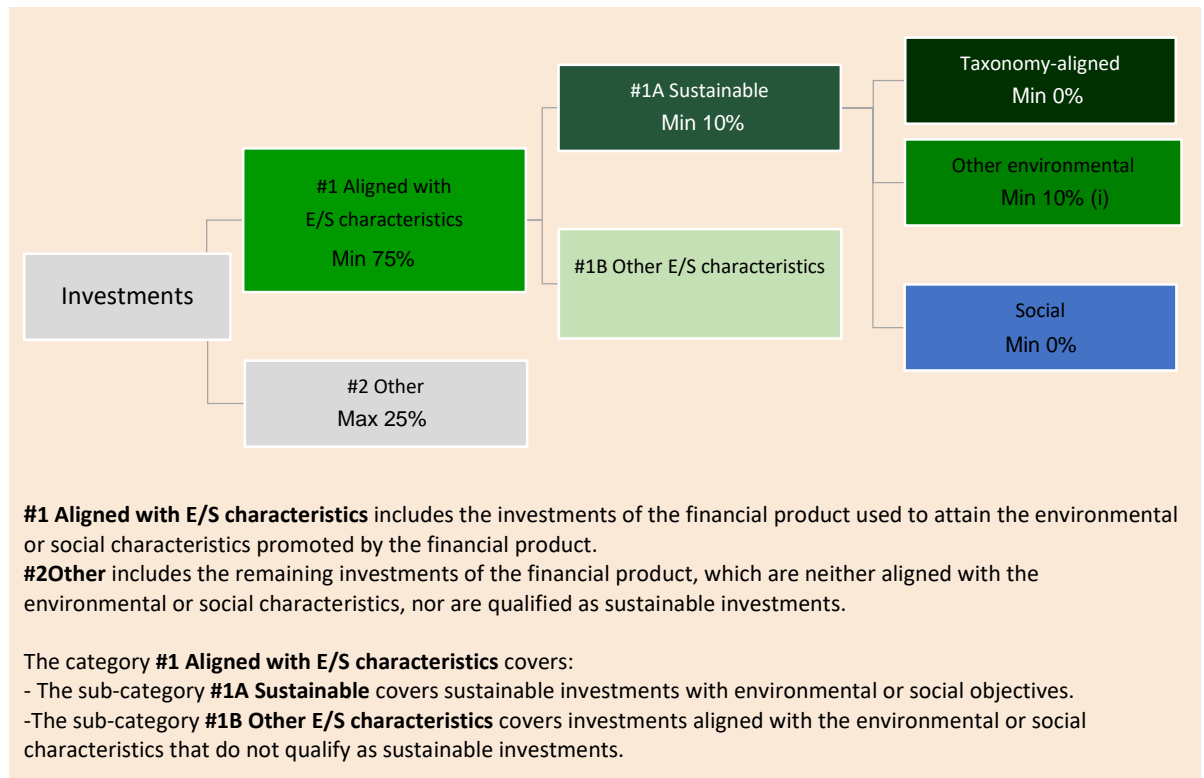 Investments
#1 Aligned with
E/S characteristics
Min 75%
#2 Other
Max 25%
#1A Sustainable
Min 10%
#1B Other E/S characteristics
Taxonomy-aligned
Min 0%
Other environmental
Min 10% (i)
Social
Min 0%
#1 Aligned with E/S characteristics includes the investments of the financial product used to attain the environmental
or social characteristics promoted by the financial product.
#2Other includes the remaining investments of the financial product, which are neither aligned with the
environmental or social characteristics, nor are qualified as sustainable investments.
The category #1 Aligned with E/S characteristics covers:
- The sub-category #1A Sustainable covers sustainable investments with environmental or social objectives.
-The sub-category #1B Other E/S characteristics covers investments aligned with the environmental or social
characteristics that do not qualify as sustainable investments.